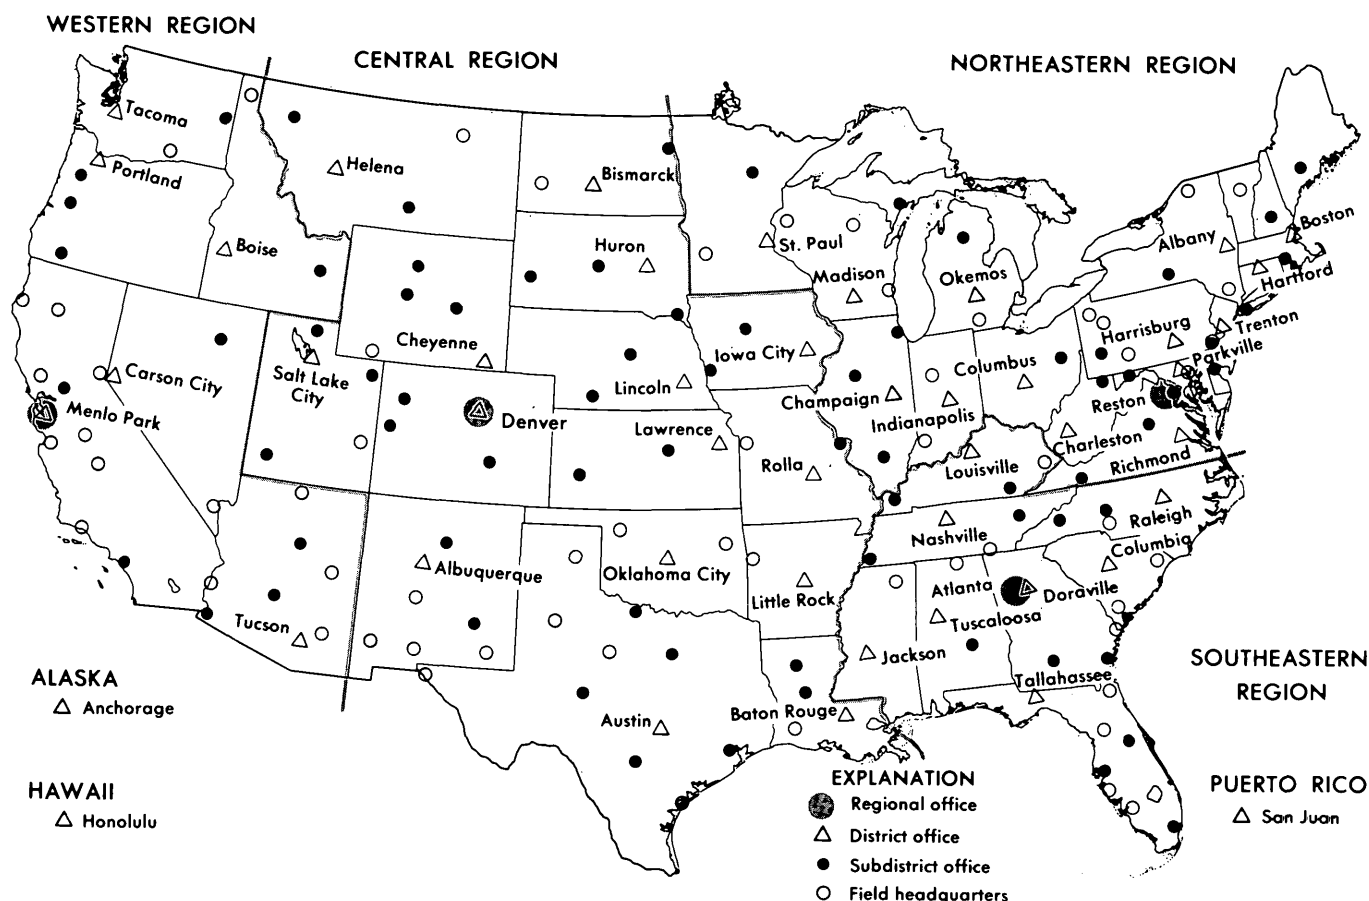 WESTERN REGION
CENTRAL REGION
NORTHEASTERN REGION
Tacoma
Portland
Helena
Bismarck
Boise
Huron
St. Paul
Madison
Okemos
Albany
Boston
Hartford
Cheyenne
Salt Lake
City
Carson City
Menlo Park
Denver
Lincoln
Iowa City
Champaign
Indianapolis
Columbus
Harrisburg
Trenton
Parkville
Reston
Charleston
Richmond
Lawrence
Rolla
Louisville
Nashville
Raleigh
Columbia
Albuquerque
Oklahoma City
Little Rock
Atlanta
Doraville
Tuscaloosa
Tucson
Jackson
Tallahassee
Austin
Baton Rouge
SOUTHEASTERN
REGION
ALASKA
Anchorage
HAWAII
Honolulu
PUERTO RICO
San Juan
EXPLANATION
Regional office
District office
Subdistrict office
Field headquarters